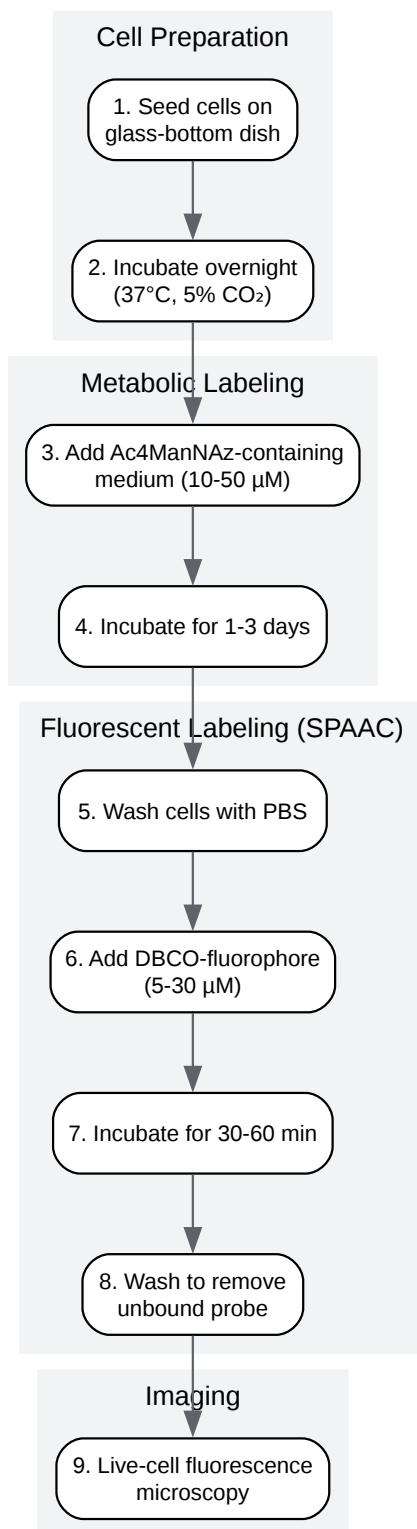 Cell Preparation
1. Seed cells on
glass-bottom dish
2. Incubate overnight
(37°C, 5% CO₂)
Metabolic Labeling
3. Add Ac4ManNAz-containing
medium (10-50 µM)
4. Incubate for 1-3 days
Fluorescent Labeling (SPAAC)
5. Wash cells with PBS
6. Add DBCO-fluorophore
(5-30 µM)
7. Incubate for 30-60 min
8. Wash to remove
unbound probe
Imaging
9. Live-cell fluorescence
microscopy